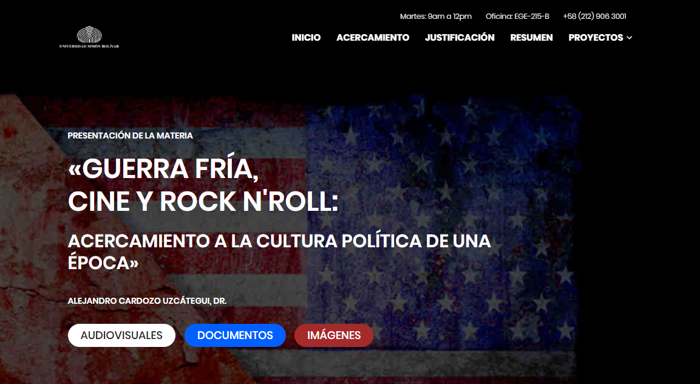 Martes: 9am a 12pm Oficina: EGE-215-B +58 (212) 906 3001
UNIVERSIDAD SIMÓN BOLÍVAR
INICIO ACERCAMIENTO JUSTIFICACIÓN RESUMEN PROYECTOS
PRESENTACIÓN DE LA MATERIA
«GUERRA FRÍA,
CINE Y ROCK N'ROLL:
ACERCAMIENTO A LA CULTURA POLÍTICA DE UNA
ÉPOCA»
ALEJANDRO CARDOZO UZCÁTEGUI, DR.
AUDIOVISUALES DOCUMENTOS IMÁGENES